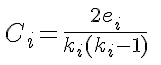 C_i = \frac{2e_i}{k_i(k_i-1)}